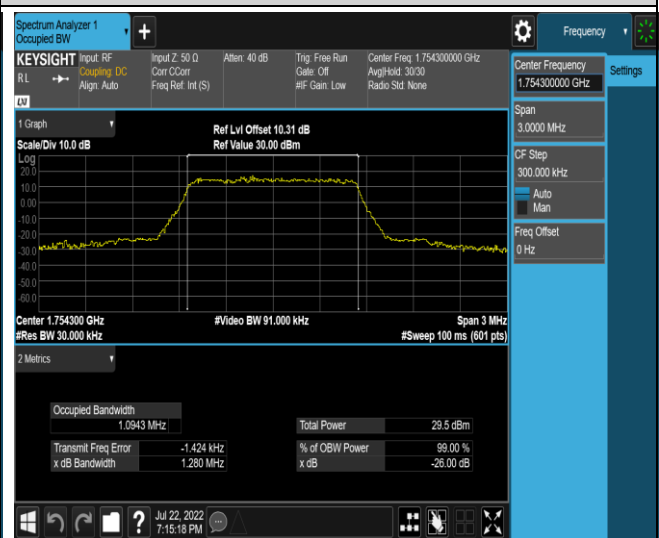 Spectrum Analyzer 1
Occupied BW
Frequency
KEYSIGHT
RL
LXI
Input: RF
Coupling: DC
Align: Auto
Input Z: 50 Ω
Corr CCorr
Freq Ref: Int (S)
Atten: 40 dB
Trig: Free Run
Gate: Off
#IF Gain: Low
Center Freq: 1.754300000 GHz
Avg|Hold: 30/30
Radio Std: None
Center Frequency
1.754300000 GHz
Settings
Span
3.0000 MHz
CF Step
300.000 kHz
Auto
Man
Freq Offset
0 Hz
1 Graph
Scale/Div 10.0 dB
Ref Lvl Offset 10.31 dB
Ref Value 30.00 dBm
Log
20.0
10.0
0.00
-10.0
-20.0
-30.0
-40.0
-50.0
-60.0
Center 1.754300 GHz
#Video BW 91.000 kHz
Span 3 MHz
#Res BW 30.000 kHz
#Sweep 100 ms (601 pts)
2 Metrics
Occupied Bandwidth
1.0943 MHz
Total Power 29.5 dBm
Transmit Freq Error -1.424 kHz
% of OBW Power 99.00 %
x dB Bandwidth 1.280 MHz
x dB -26.00 dB
?
Jul 22, 2022
7:15:18 PM